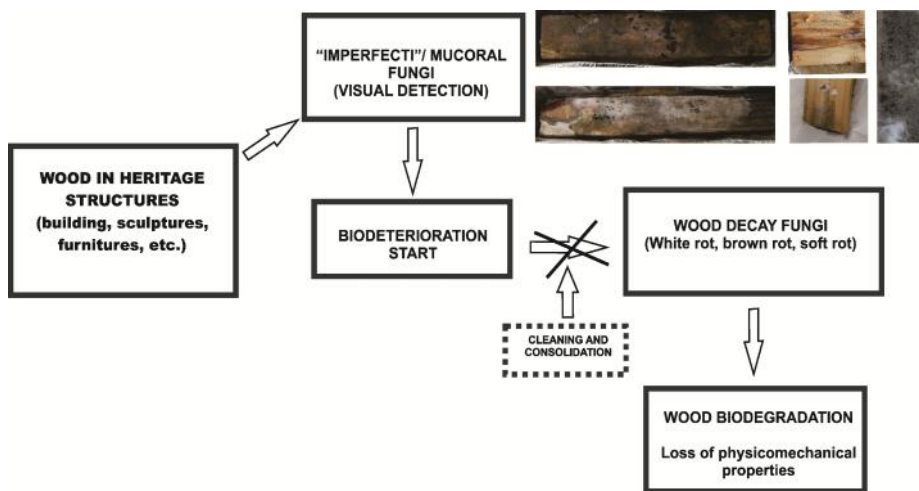 "IMPERFECTI"/ MUCORAL
FUNGI
(VISUAL DETECTION)
WOOD IN HERITAGE
STRUCTURES
(building, sculptures,
furnitures, etc.)
BIODETERIORATION
START
WOOD DECAY FUNGI
(White rot, brown rot, soft rot)
CLEANING AND
CONSOLIDATION
WOOD BIODEGRADATION
Loss of physicomechanical
properties